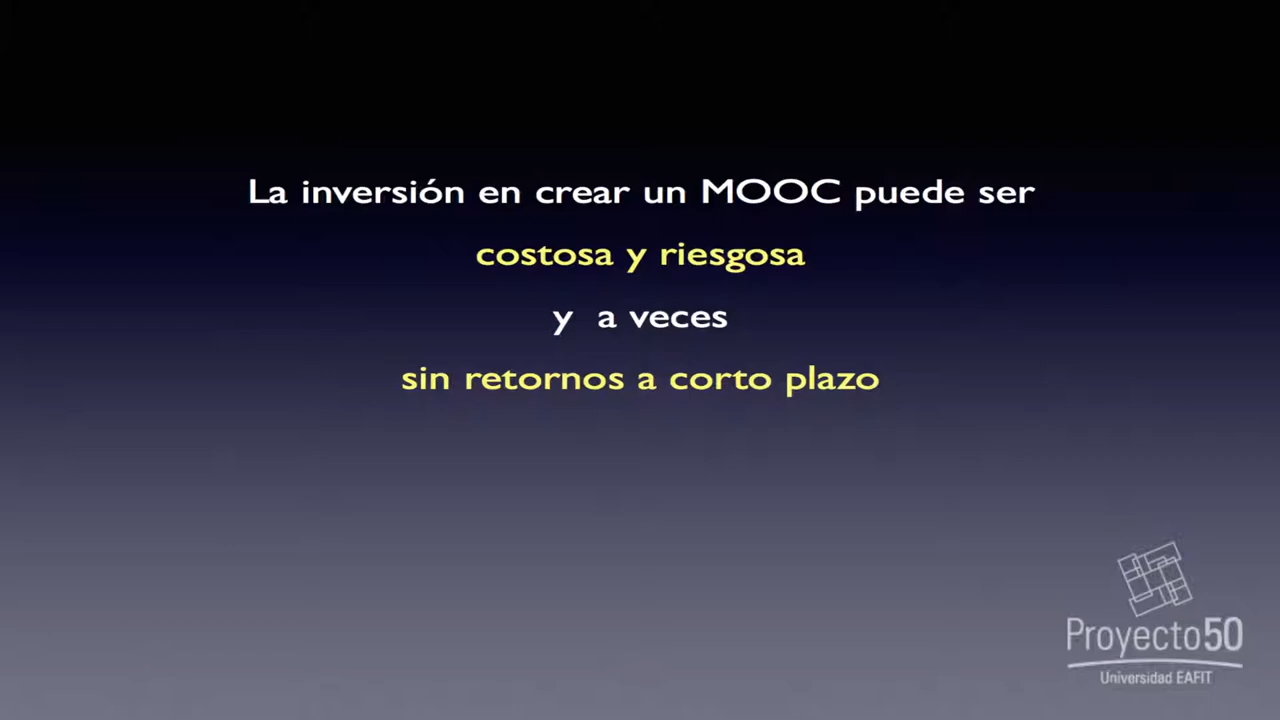 La inversión en crear un MOOC puede ser
costosa y riesgosa
y a veces
sin retornos a corto plazo
Proyecto50
Universidad EAFIT